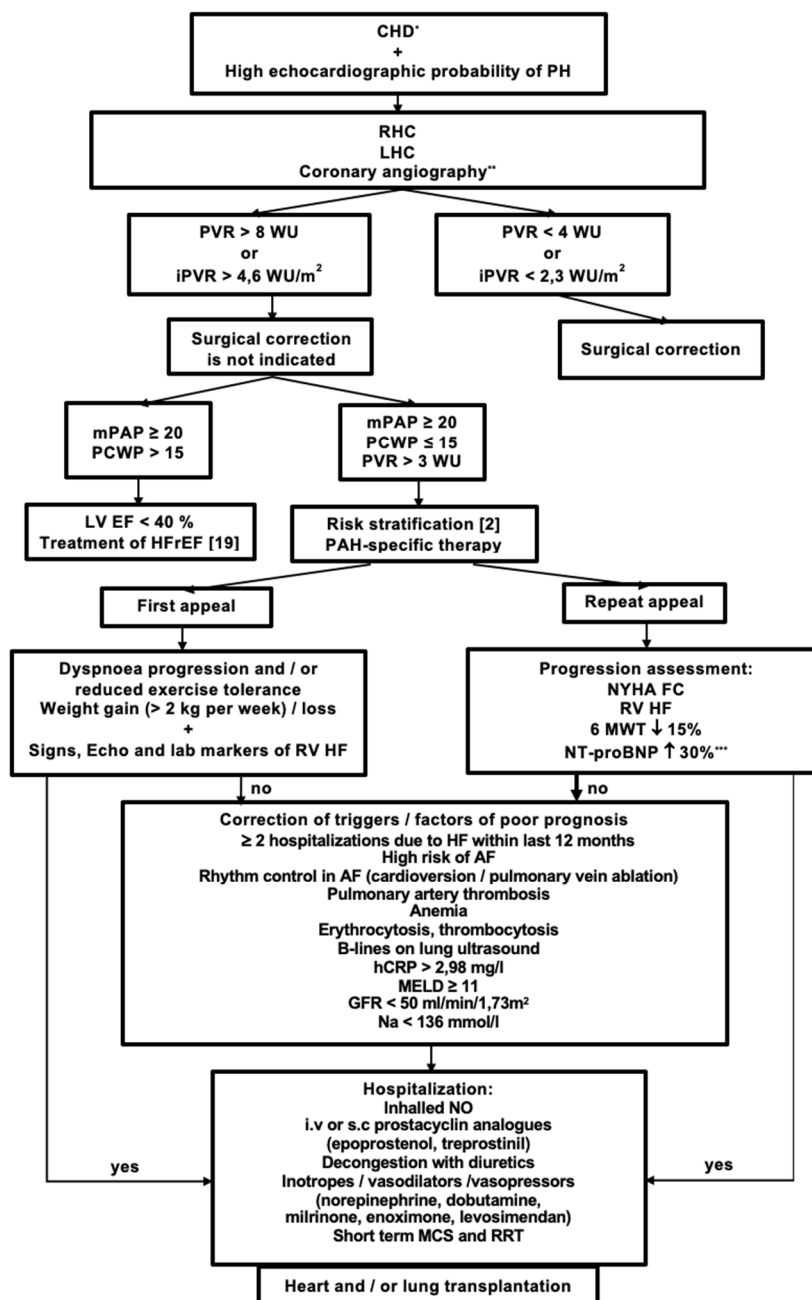 CHD*
+
High echocardiographic probability of PH
RHC
LHC
Coronary angiography**
PVR > 8 WU
or
iPVR > 4,6 WU/m²
PVR < 4 WU
or
iPVR < 2,3 WU/m²
Surgical correction
is not indicated
Surgical correction
mPAP ≥ 20
PCWP > 15
mPAP ≥ 20
PCWP ≤ 15
PVR > 3 WU
LV EF < 40 %
Treatment of HFrEF [19]
Risk stratification [2]
PAH-specific therapy
First appeal
Repeat appeal
Dyspnoea progression and / or
reduced exercise tolerance
Weight gain (> 2 kg per week) / loss
+
Signs, Echo and lab markers of RV HF
Progression assessment:
NYHA FC
RV HF
6 MWT ↓ 15%
NT-proBNP ↑ 30%***
no
no
Correction of triggers / factors of poor prognosis
≥ 2 hospitalizations due to HF within last 12 months
High risk of AF
Rhythm control in AF (cardioversion / pulmonary vein ablation)
Pulmonary artery thrombosis
Anemia
Erythrocytosis, thrombocytosis
B-lines on lung ultrasound
hCRP > 2,98 mg/l
MELD ≥ 11
GFR < 50 ml/min/1,73m²
Na < 136 mmol/l
yes
yes
Hospitalization:
Inhalled NO
i.v or s.c prostacyclin analogues
(epoprostenol, treprostinil)
Decongestion with diuretics
Inotropes / vasodilators /vasopressors
(norepinephrine, dobutamine,
milrinone, enoximone, levosimendan)
Short term MCS and RRT
Heart and / or lung transplantation